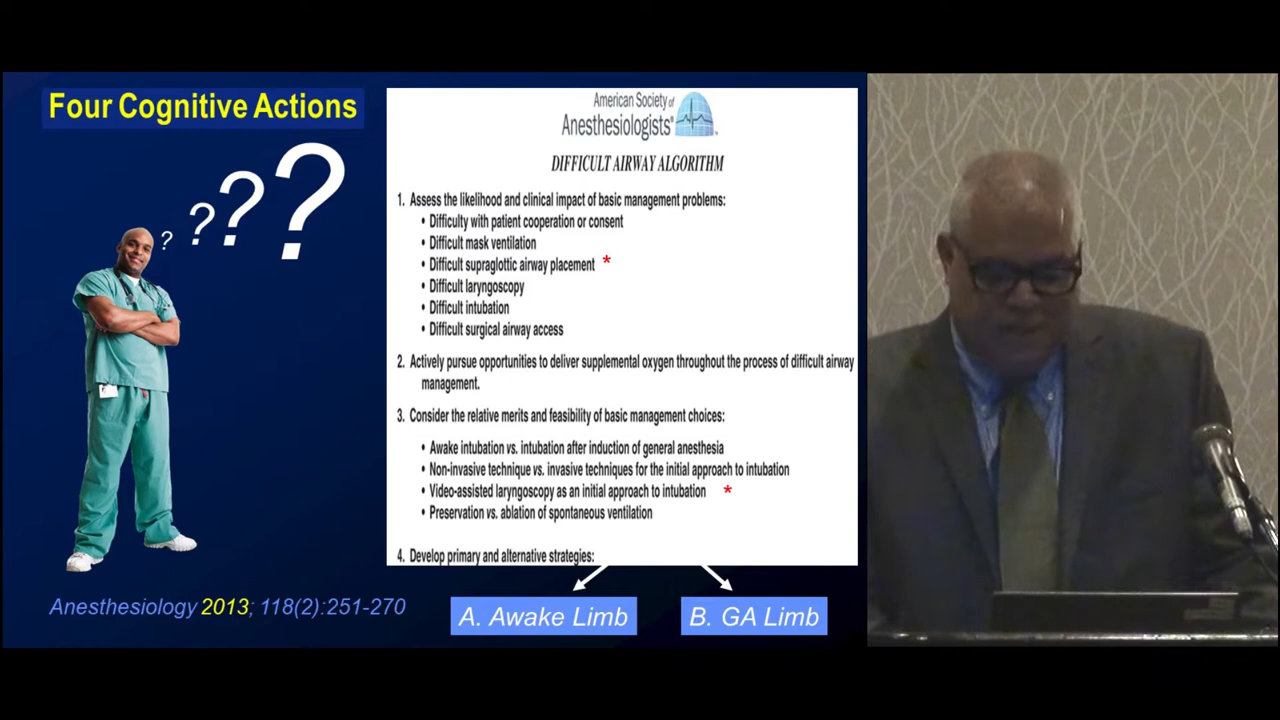 Four Cognitive Actions
? ? ? ?
American Society of
Anesthesiologists®
DIFFICULT AIRWAY ALGORITHM
1. Assess the likelihood and clinical impact of basic management problems:
• Difficulty with patient cooperation or consent
• Difficult mask ventilation
• Difficult supraglottic airway placement *
• Difficult laryngoscopy
• Difficult intubation
• Difficult surgical airway access
2. Actively pursue opportunities to deliver supplemental oxygen throughout the process of difficult airway
management.
3. Consider the relative merits and feasibility of basic management choices:
• Awake intubation vs. intubation after induction of general anesthesia
• Non-invasive technique vs. invasive techniques for the initial approach to intubation
• Video-assisted laryngoscopy as an initial approach to intubation *
• Preservation vs. ablation of spontaneous ventilation
4. Develop primary and alternative strategies:
A. Awake Limb
B. GA Limb
Anesthesiology 2013; 118(2):251-270